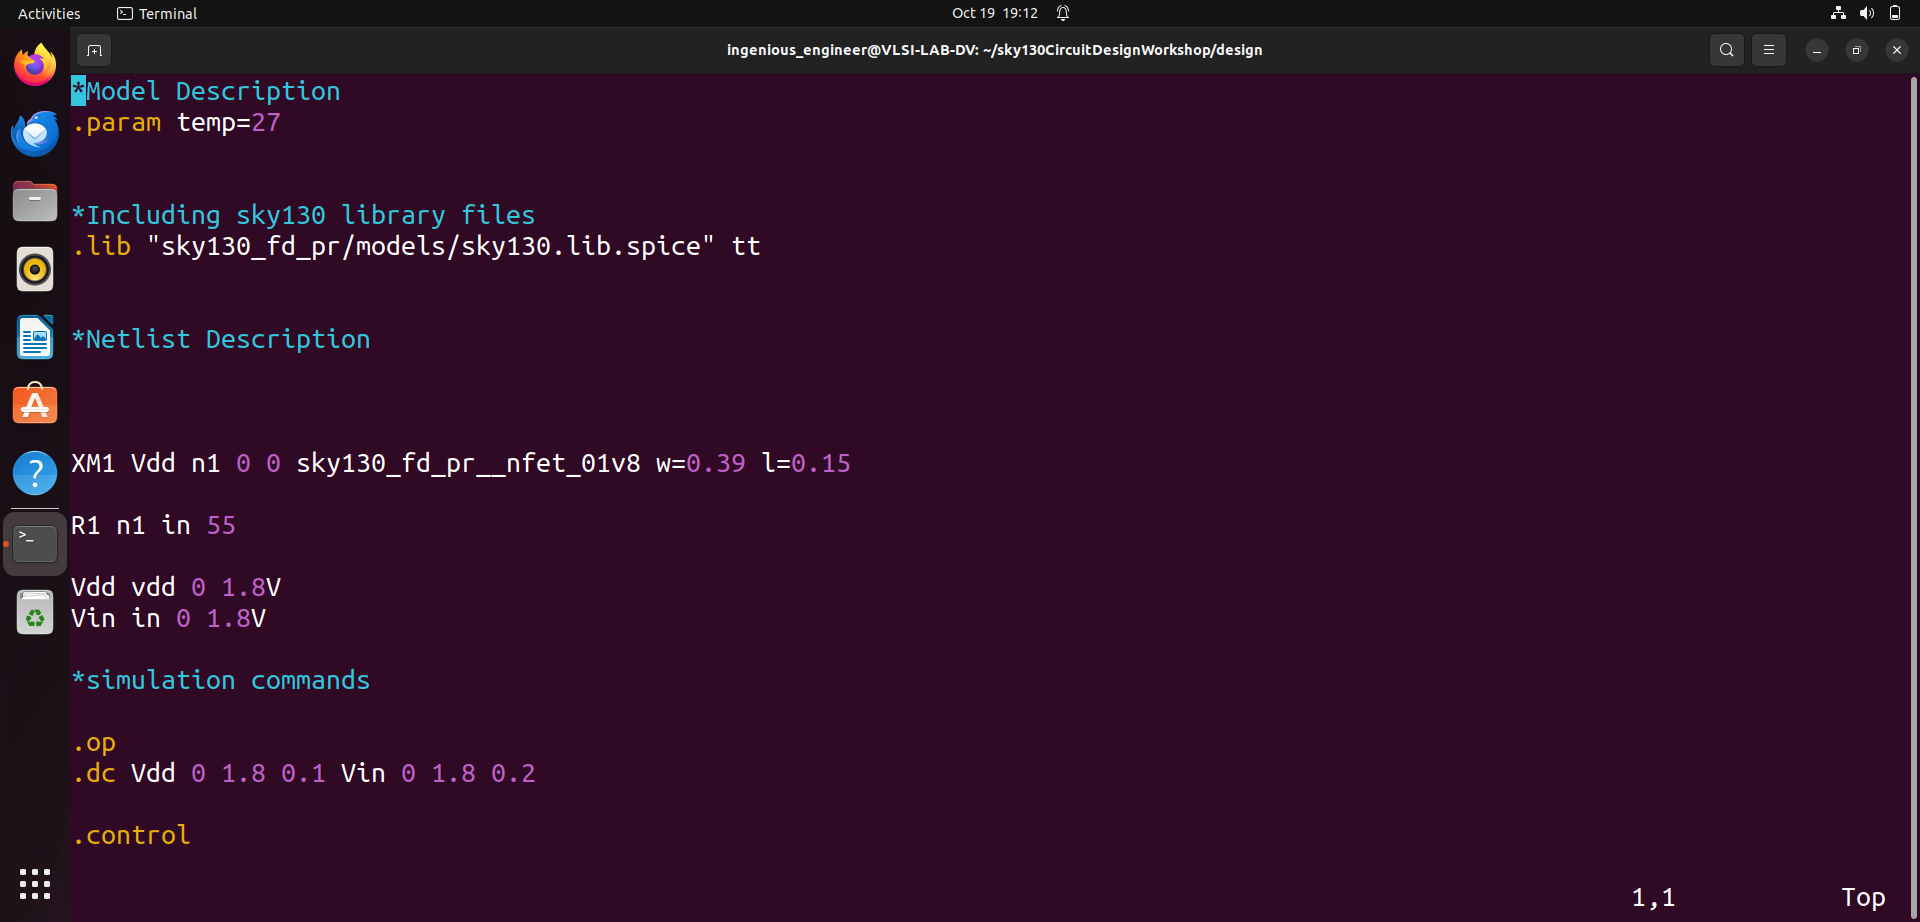 Activities
Terminal
Oct 19 19:12
ingenious_engineer@VLSI-LAB-DV: ~/sky130CircuitDesignWorkshop/design
*Model Description
.param temp=27
*Including sky130 library files
.lib "sky130_fd_pr/models/sky130.lib.spice" tt
*Netlist Description
XM1 Vdd n1 0 0 sky130_fd_pr__nfet_01v8 w=0.39 l=0.15
R1 n1 in 55
Vdd vdd 0 1.8V
Vin in 0 1.8V
*simulation commands
.op
.dc Vdd 0 1.8 0.1 Vin 0 1.8 0.2
.control
1,1
Top